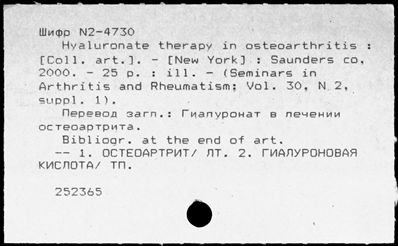 Шифр N2-4730
Hyaluronate therapy in osteoarthritis :
[Coll. art.]. - [New York] : Saunders co,
2000. - 25 p. : ill. - (Seminars in
Arthritis and Rheumatism; Vol. 30, N 2,
suppl. 1).
Перевод загл.: Гиалуронат в лечении
остеоартрита.
Bibliogr. at the end of art.
-- 1. ОСТЕОАРТРИТ/ ЛТ. 2. ГИАЛУРОНОВАЯ
КИСЛОТА/ ТП.
252365